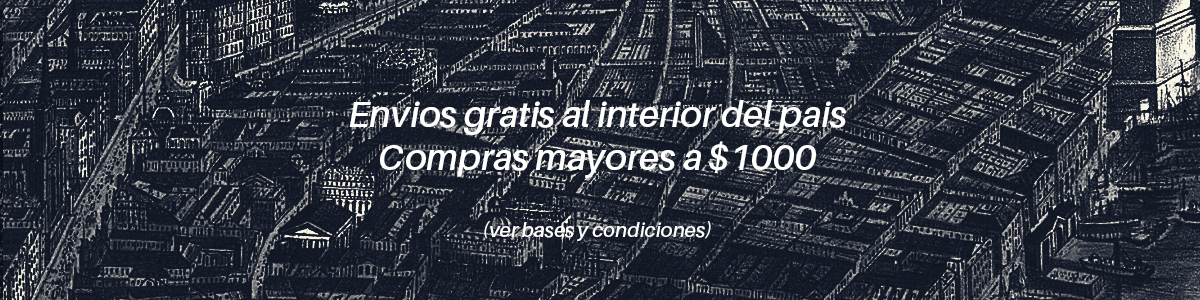 Envios gratis al interior del pais
Compras mayores a $1000
(ver bases y condiciones)